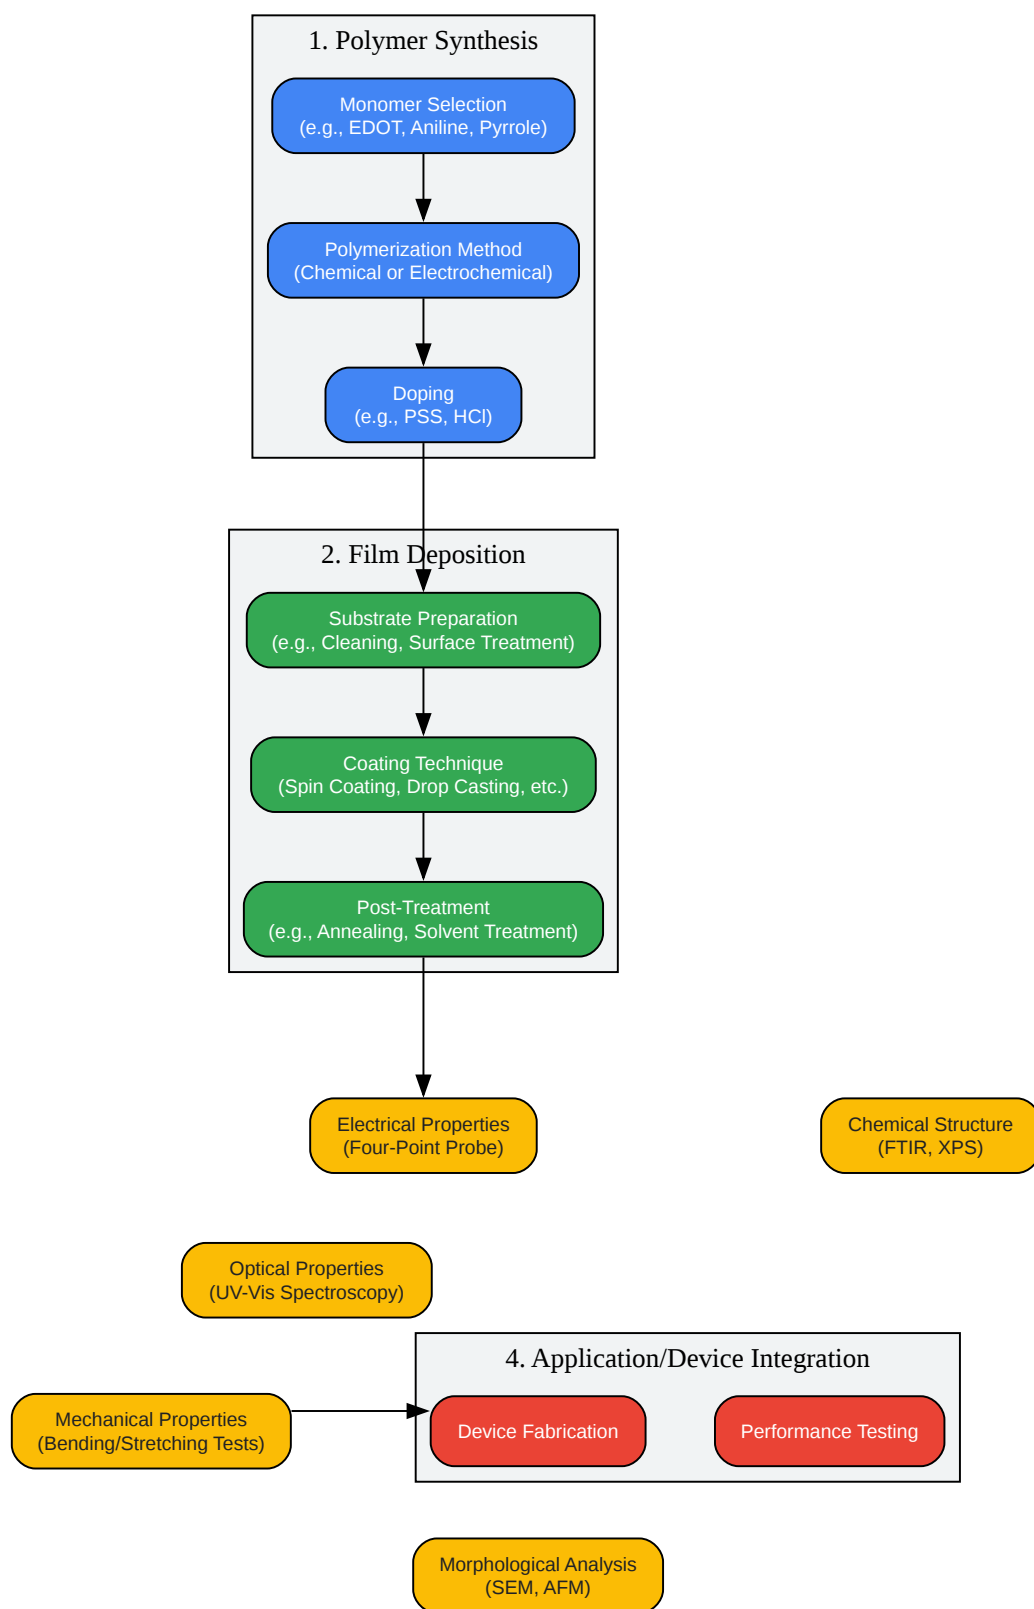 1. Polymer Synthesis
Monomer Selection
(e.g., EDOT, Aniline, Pyrrole)
Polymerization Method
(Chemical or Electrochemical)
Doping
(e.g., PSS, HCl)
2. Film Deposition
Substrate Preparation
(e.g., Cleaning, Surface Treatment)
Coating Technique
(Spin Coating, Drop Casting, etc.)
Post-Treatment
(e.g., Annealing, Solvent Treatment)
Electrical Properties
(Four-Point Probe)
Chemical Structure
(FTIR, XPS)
Optical Properties
(UV-Vis Spectroscopy)
4. Application/Device Integration
Mechanical Properties
(Bending/Stretching Tests)
Device Fabrication
Performance Testing
Morphological Analysis
(SEM, AFM)